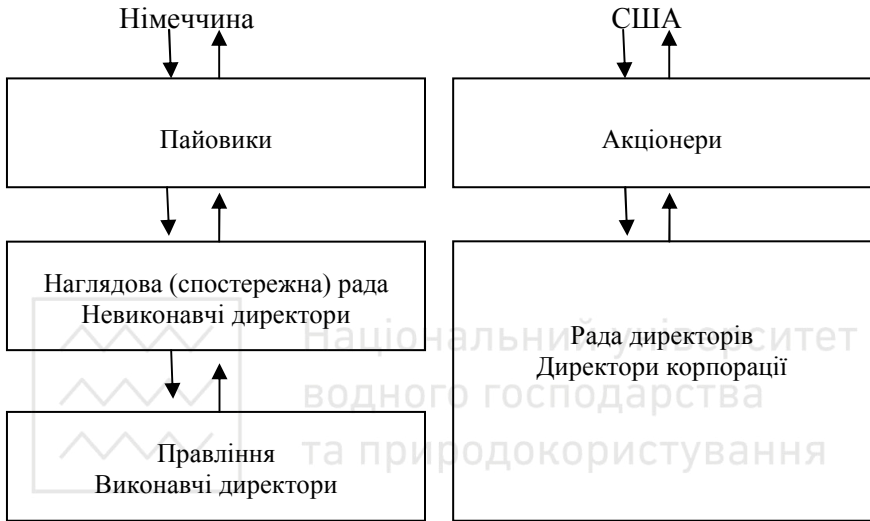 Німеччина
Пайовики
Наглядова (спостережна) рада
Невиконавчі директори
Правління
Виконавчі директори
США
Акціонери
Рада директорів
Директори корпорації
Національний університет
водного господарства
та природокористування